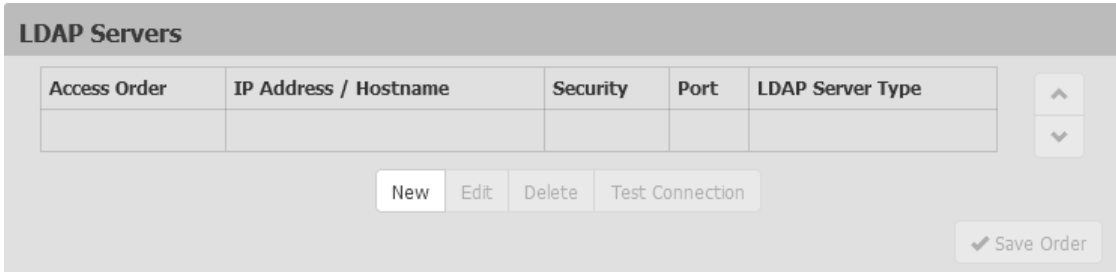 LDAP Servers
Access Order IP Address / Hostname Security Port LDAP Server Type
New Edit Delete Test Connection
Save Order